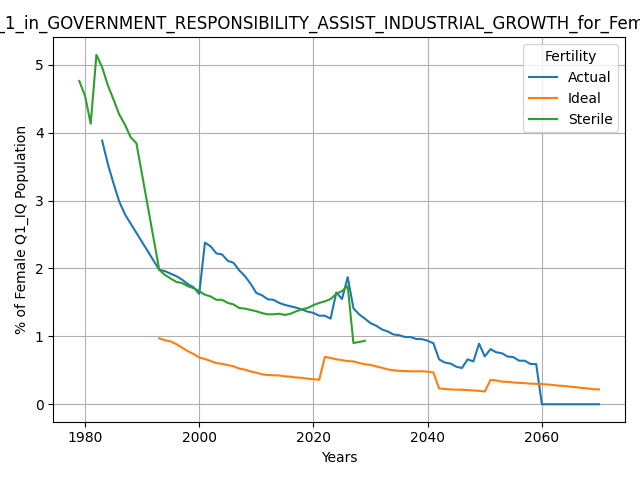 _1_in_GOVERNMENT_RESPONSIBILITY_ASSIST_INDUSTRIAL_GROWTH_for_Fem
Fertility
Actual
Ideal
Sterile
% of Female Q1_IQ Population
5
4
3
2
1
0
1980
2000
2020
2040
2060
Years